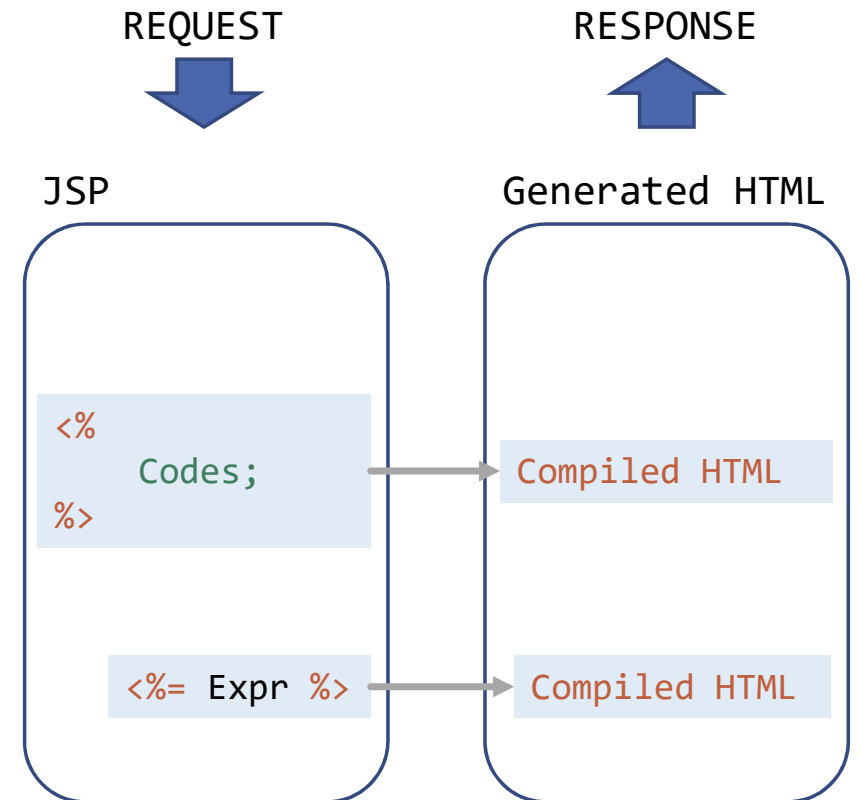 REQUEST
RESPONSE
JSP
Generated HTML
<%
Codes;
%>
Compiled HTML
<%= Expr %>
Compiled HTML